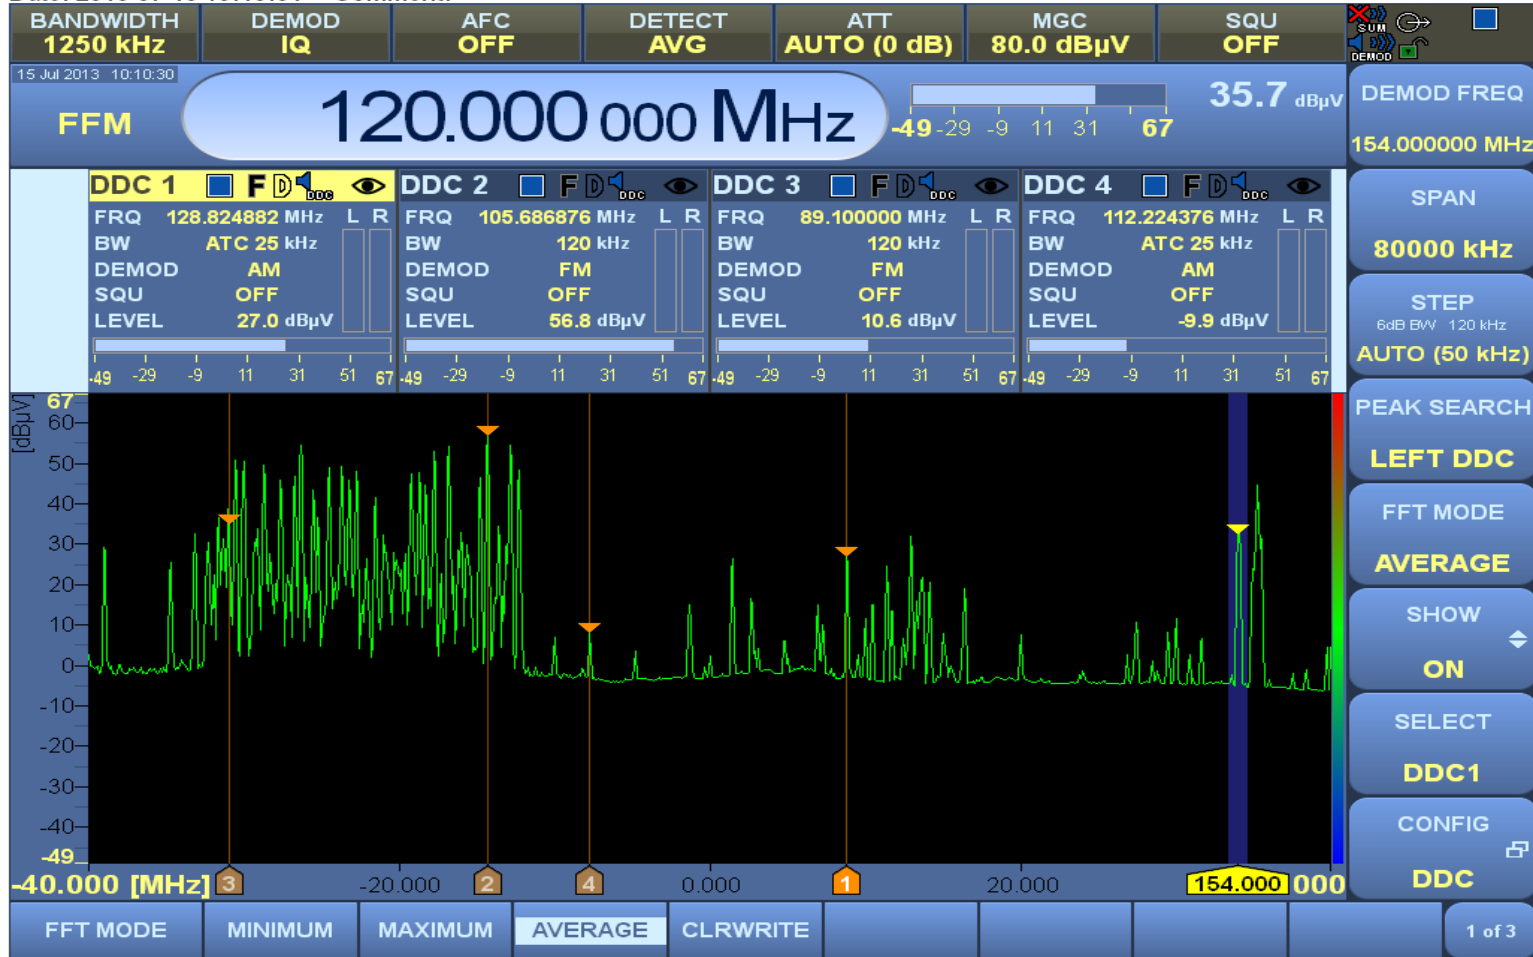 BANDWIDTH DEMOD AFC DETECT ATT MGC SQU
1250 kHz IQ OFF AVG AUTO (0 dB) 80.0 dBµV OFF
SUM
DEMOD
15 Jul 2013 10:10:30
FFM 120.000 000 MHz
-49 -29 -9 11 31 67
35.7 dBµV
DEMOD FREQ
154.000000 MHz
DDC 1 F D DDC DDC 2 F D DDC DDC 3 F D DDC DDC 4 F D DDC
FRQ 128.824882 MHz L R FRQ 105.686876 MHz L R FRQ 89.100000 MHz L R FRQ 112.224376 MHz L R
BW ATC 25 kHz BW 120 kHz BW 120 kHz BW ATC 25 kHz
DEMOD AM DEMOD FM DEMOD FM DEMOD AM
SQU OFF SQU OFF SQU OFF SQU OFF
LEVEL 27.0 dBµV LEVEL 56.8 dBµV LEVEL 10.6 dBµV LEVEL -9.9 dBµV
-49 -29 -9 11 31 51 67 -49 -29 -9 11 31 51 67 -49 -29 -9 11 31 51 67 -49 -29 -9 11 31 51 67
SPAN
80000 kHz
STEP
6dB BW 120 kHz
AUTO (50 kHz)
PEAK SEARCH
LEFT DDC
FFT MODE
AVERAGE
SHOW
ON
SELECT
DDC1
CONFIG
DDC
[dBµV]
67
60
50
40
30
20
10
0
-10
-20
-30
-40
-49
-40.000 [MHz] 3 -20.000 2 4 0.000 1 20.000 154.000 000
FFT MODE MINIMUM MAXIMUM AVERAGE CLRWRITE 1 of 3